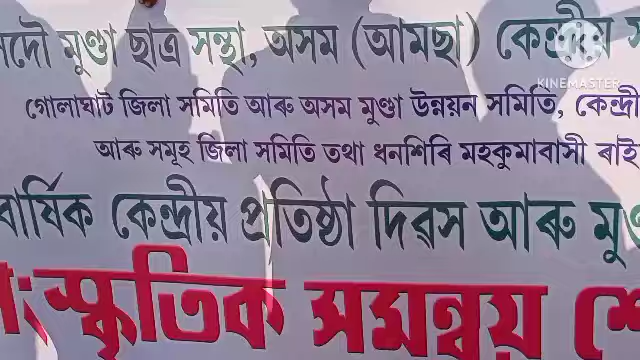 সদৌ মুণ্ডা ছাত্ৰ সন্থা, অসম (আমছা) কেন্দ্ৰীয়
KINEMASTER
গোলাঘাট জিলা সমিতি আৰু অসম মুণ্ডা উন্নয়ন সমিতি, কেন্দ্ৰী
আৰু সমূহ জিলা সমিতি তথা ধনশিৰি মহকুমাবাসী ৰাই
বাৰ্ষিক কেন্দ্ৰীয় প্ৰতিষ্ঠা দিৱস আৰু মু
াংস্কৃতিক সমন্বয়